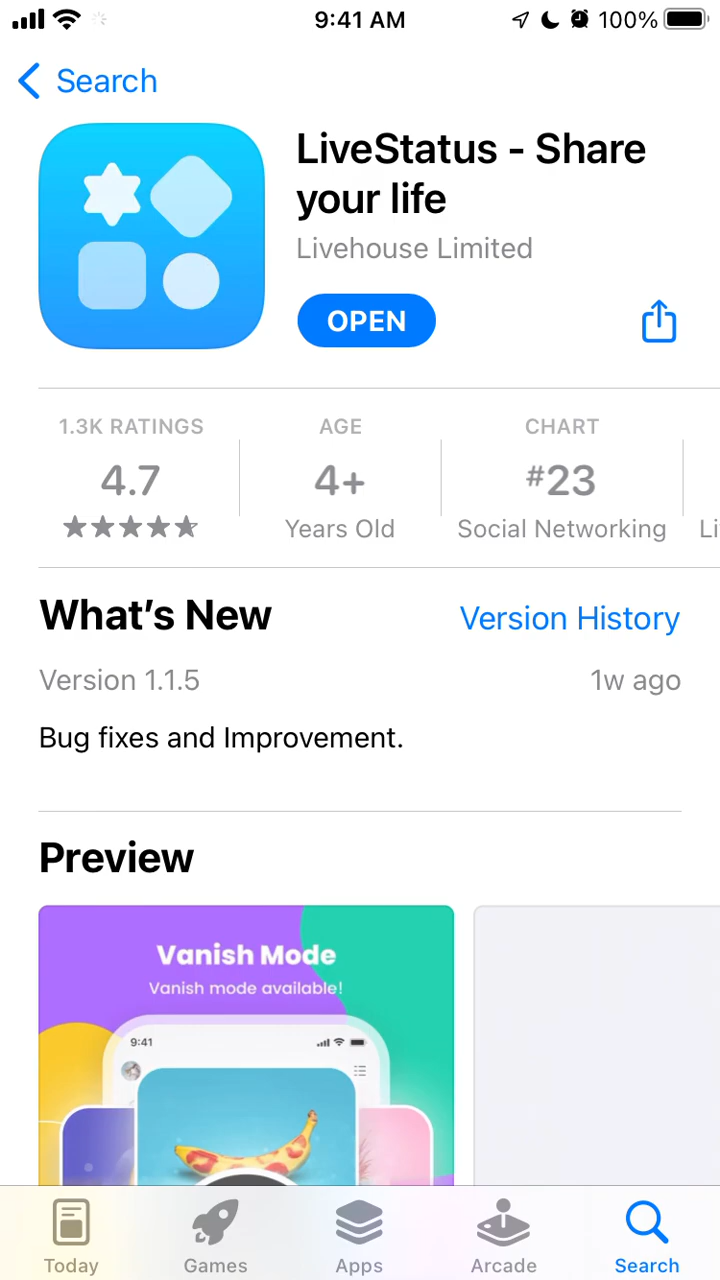 9:41 AM 100%
Search
LiveStatus - Share
your life
Livehouse Limited
OPEN
1.3K RATINGS AGE CHART
4.7 4+ #23
Years Old Social Networking Li
What's New Version History
Version 1.1.5 1w ago
Bug fixes and Improvement.
Preview
Vanish Mode
Vanish mode available!
9:41
Today Games Apps Arcade Search